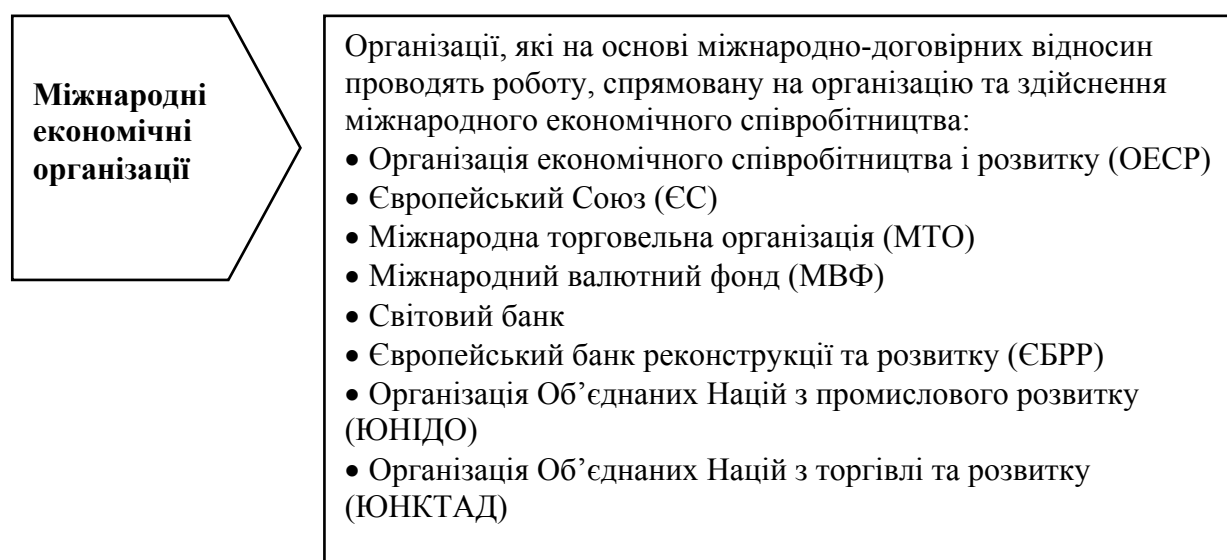 Міжнародні
економічні
організації
Організації, які на основі міжнародно-договірних відносин
проводять роботу, спрямовану на організацію та здійснення
міжнародного економічного співробітництва:
• Організація економічного співробітництва і розвитку (ОЕСР)
• Європейський Союз (ЄС)
• Міжнародна торговельна організація (МТО)
• Міжнародний валютний фонд (МВФ)
• Світовий банк
• Європейський банк реконструкції та розвитку (ЄБРР)
• Організація Об’єднаних Націй з промислового розвитку
(ЮНІДО)
• Організація Об’єднаних Націй з торгівлі та розвитку
(ЮНКТАД)